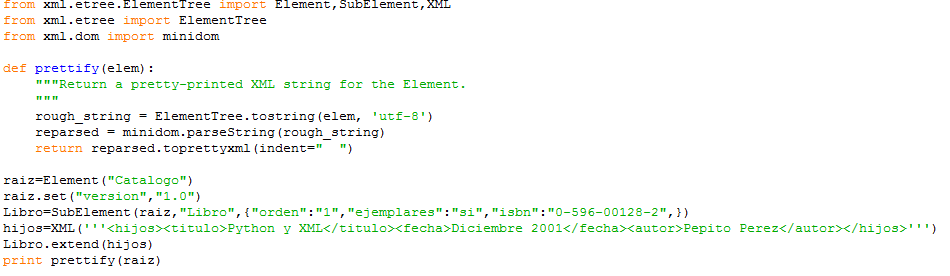 from xml.etree.ElementTree import Element,SubElement,XML
from xml.etree import ElementTree
from xml.dom import minidom

def prettify(elem):
    """Return a pretty-printed XML string for the Element.
    """
    rough_string = ElementTree.tostring(elem, 'utf-8')
    reparsed = minidom.parseString(rough_string)
    return reparsed.toprettyxml(indent="  ")

raiz=Element("Catalogo")
raiz.set("version","1.0")
Libro=SubElement(raiz,"Libro",{"orden":"1","ejemplares":"si","isbn":"0-596-00128-2",})
hijos=XML('''<hijos><titulo>Python y XML</titulo><fecha>Diciembre 2001</fecha><autor>Pepito Perez</autor></hijos>''')
Libro.extend(hijos)
print prettify(raiz)